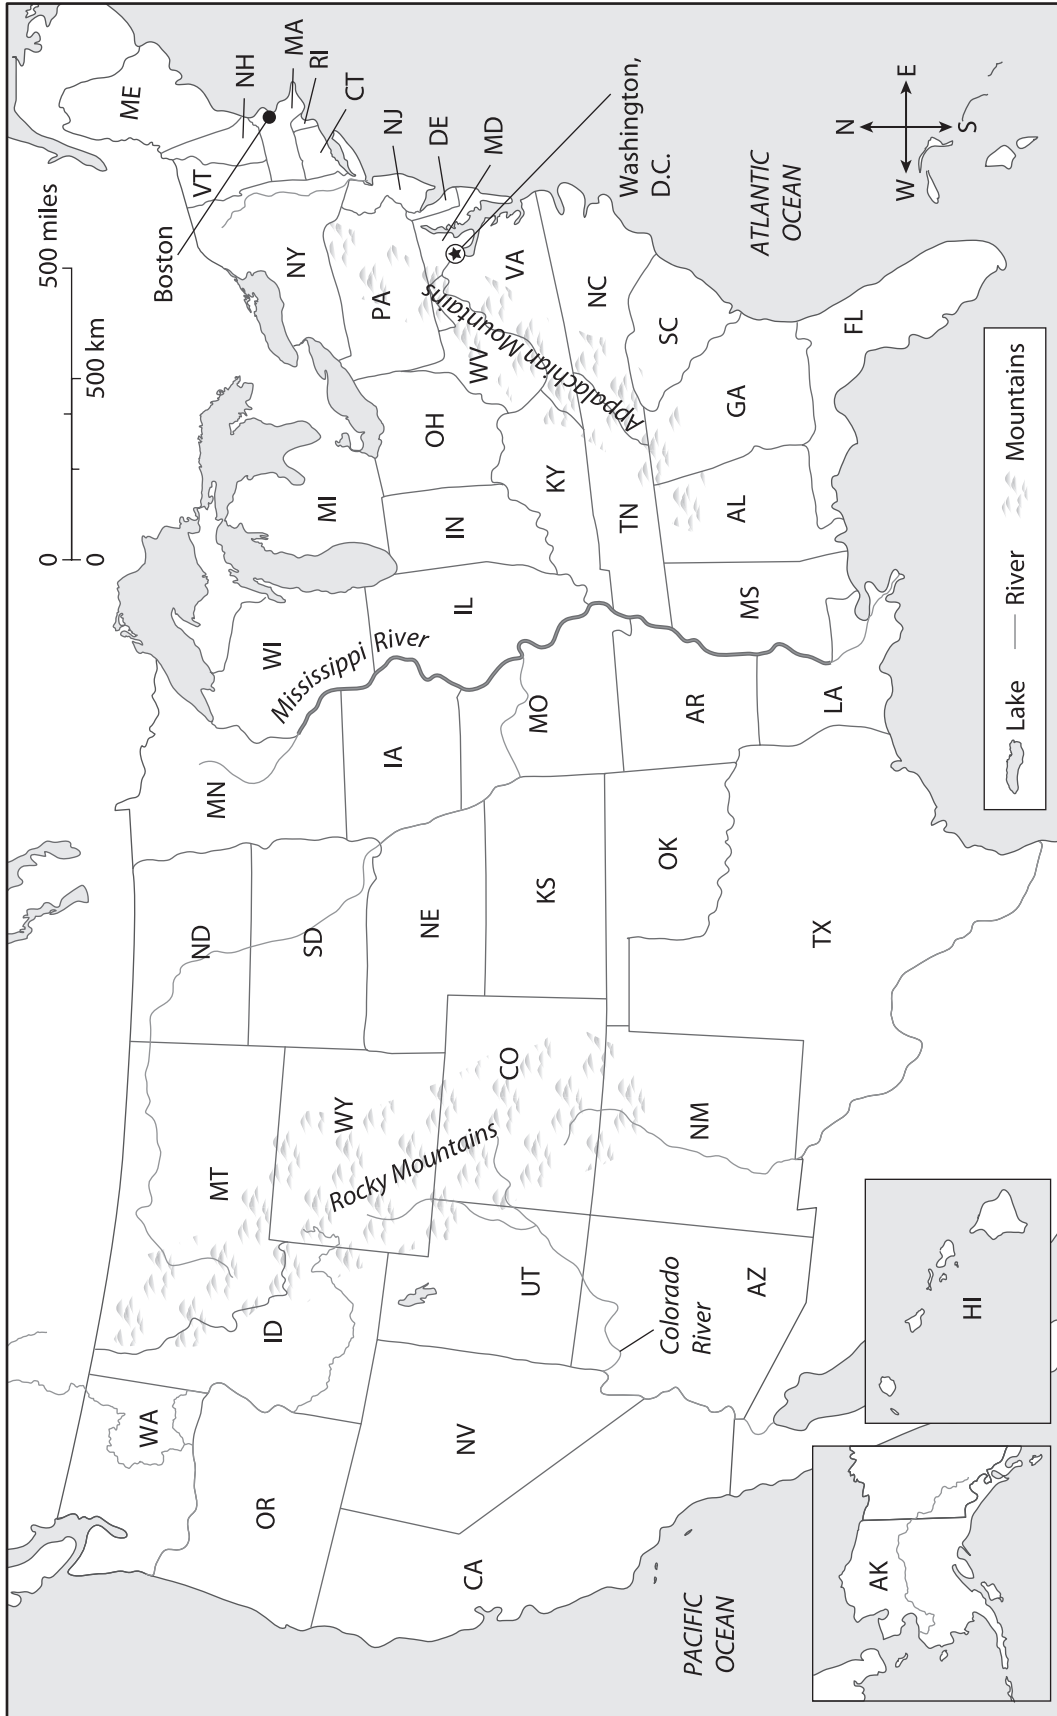 0
500 miles
0
500 km
WA
OR
CA
NV
ID
MT
WY
UT
AZ
CO
NM
ND
SD
NE
KS
OK
TX
MN
IA
MO
AR
LA
WI
IL
MS
MI
IN
OH
KY
TN
AL
GA
FL
SC
NC
VA
WV
PA
NY
VT
ME
NH
MA
RI
CT
NJ
DE
MD
Boston
Washington,
D.C.
Rocky Mountains
Appalachian Mountains
Mississippi River
Colorado
River
PACIFIC
OCEAN
ATLANTIC
OCEAN
AK
HI
N
E
S
W
Lake
River
Mountains